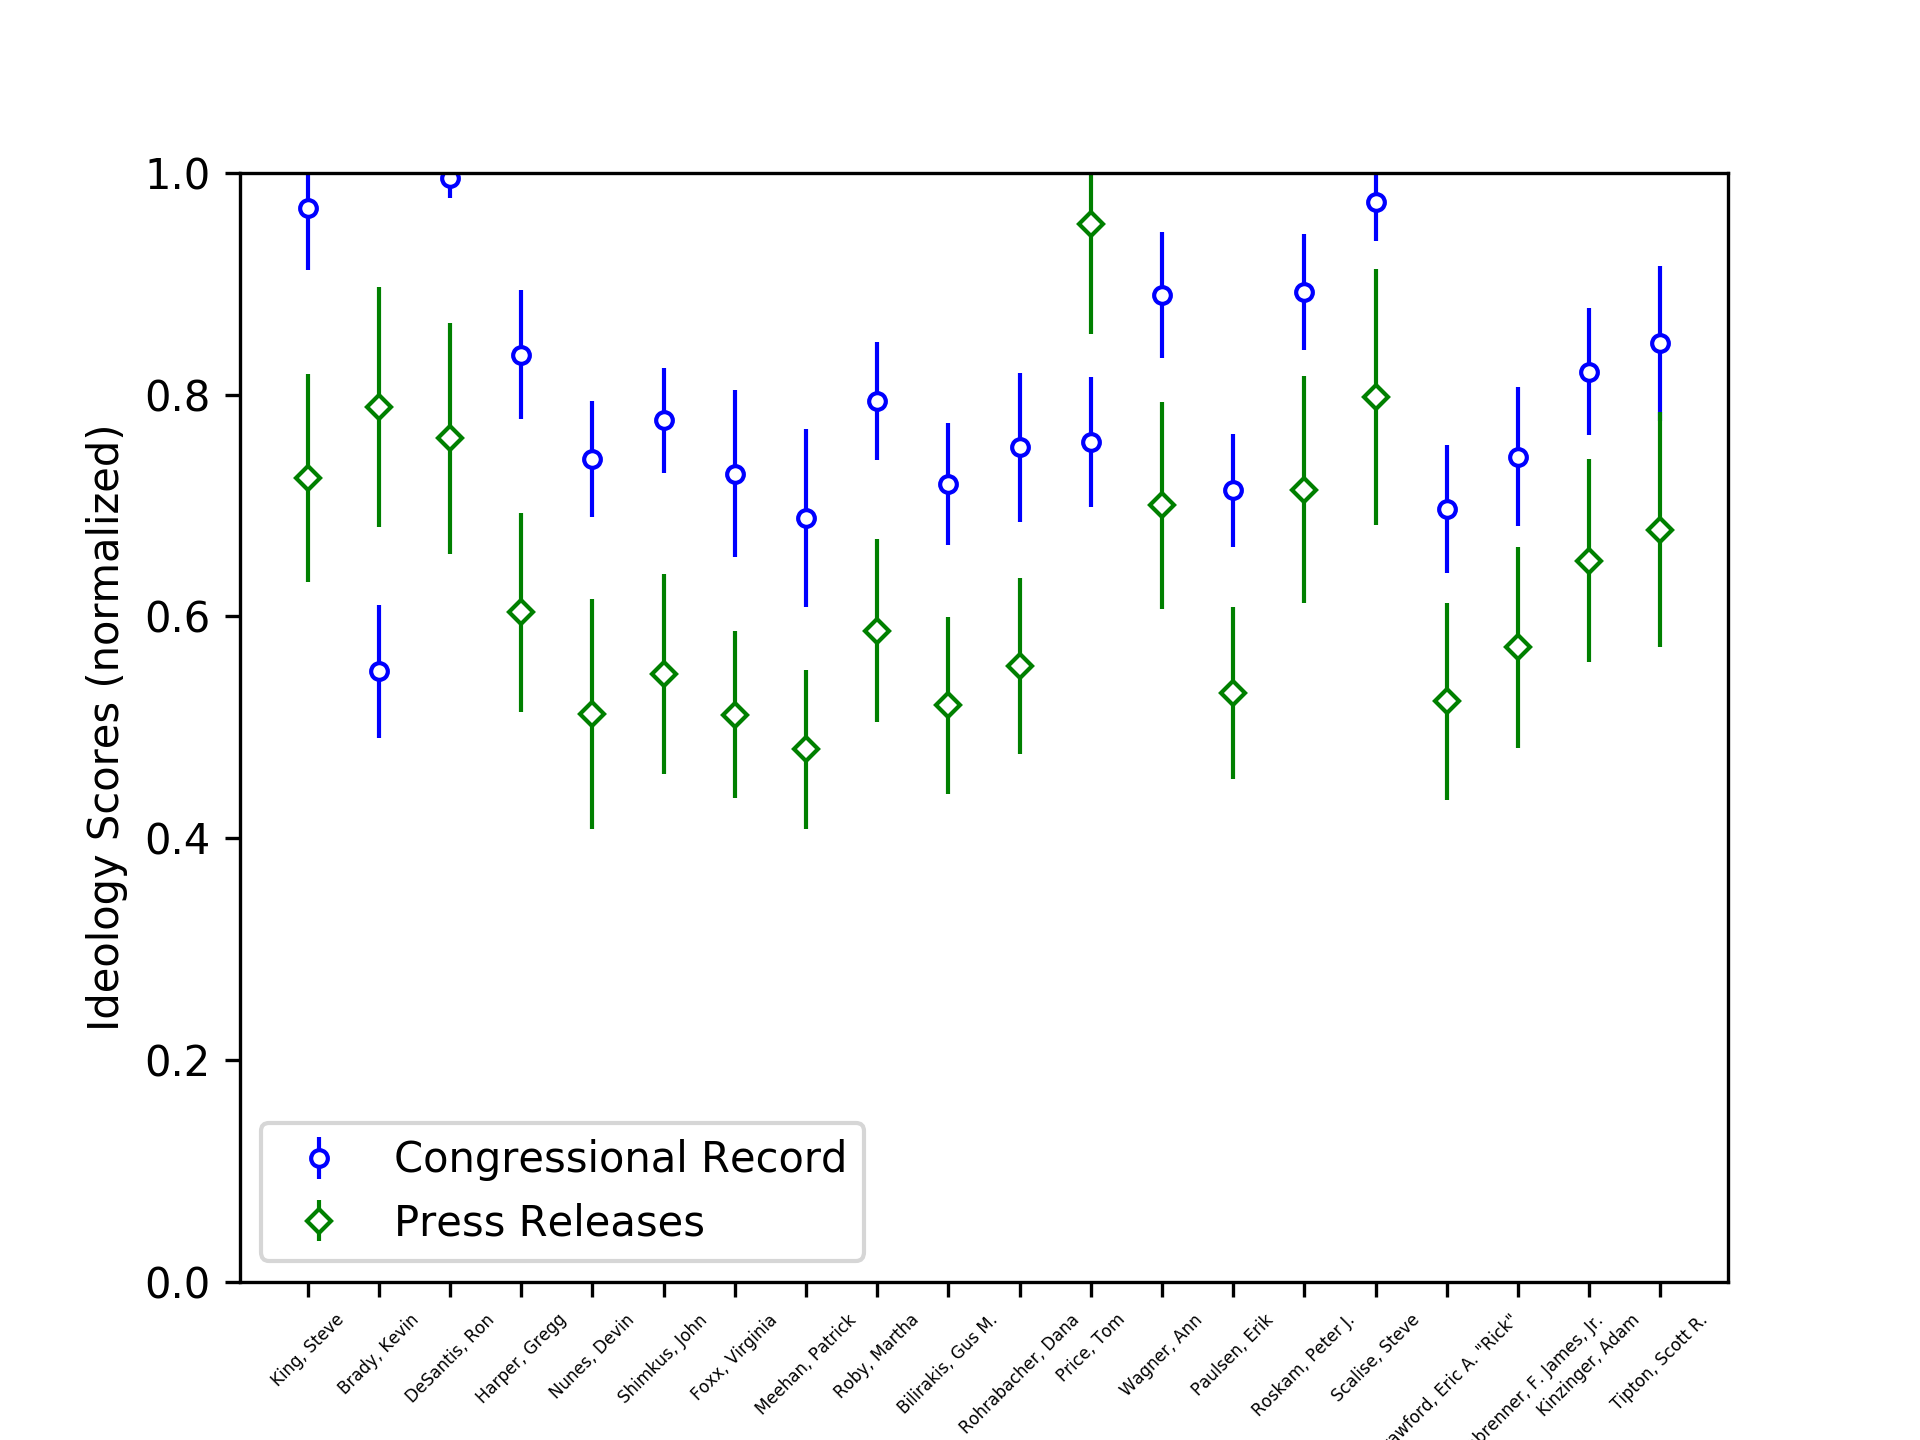 1.0
0.8
0.6
0.4
0.2
0.0
Ideology Scores (normalized)
Congressional Record
Press Releases
King, Steve
Brady, Kevin
DeSantis, Ron
Harper, Gregg
Nunes, Devin
Shimkus, John
Foxx, Virginia
Meehan, Patrick
Roby, Martha
Bilirakis, Gus M.
Rohrabacher, Dana
Price, Tom
Wagner, Ann
Paulsen, Erik
Roskam, Peter J.
Scalise, Steve
Eric A. "Rick"
F. James, Jr.
Kinzinger, Adam
Tipton, Scott R.